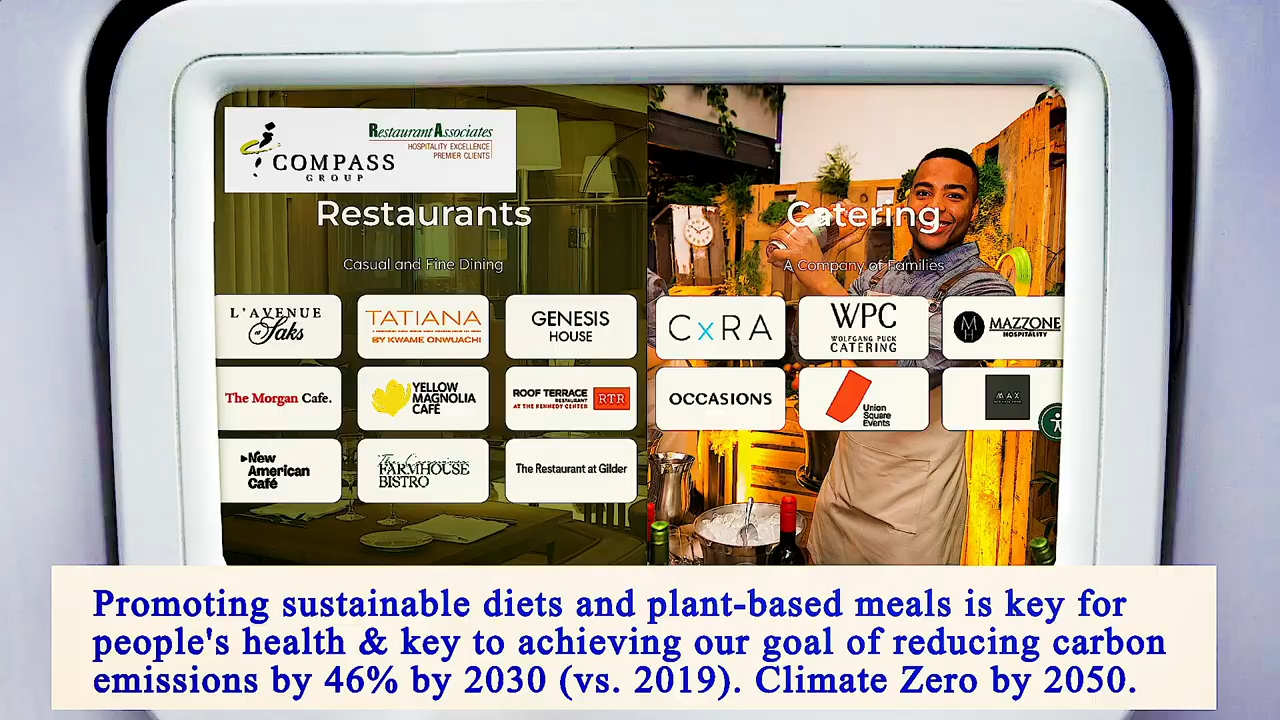 COMPASS
GROUP
Restaurant Associates
HOSPITALITY EXCELLENCE
PREMIER CLIENTS
Restaurants
Casual and Fine Dining
L'AVENUE
Saks
TATIANA
BY KWAME ONWUACHI
GENESIS
HOUSE
The Morgan Cafe.
YELLOW
MAGNOLIA
CAFÉ
ROOF TERRACE
RESTAURANT
AT THE KENNEDY CENTER
RTR
New
American
Café
FARMHOUSE
BISTRO
The Restaurant at Gilder
Catering
A Company of Families
CxRA
WPC
WOLFGANG PUCK
CATERING
MH
MAZZONE
HOSPITALITY
OCCASIONS
Union
Square
Events
MAX
Promoting sustainable diets and plant-based meals is key for
people's health & key to achieving our goal of reducing carbon
emissions by 46% by 2030 (vs. 2019). Climate Zero by 2050.